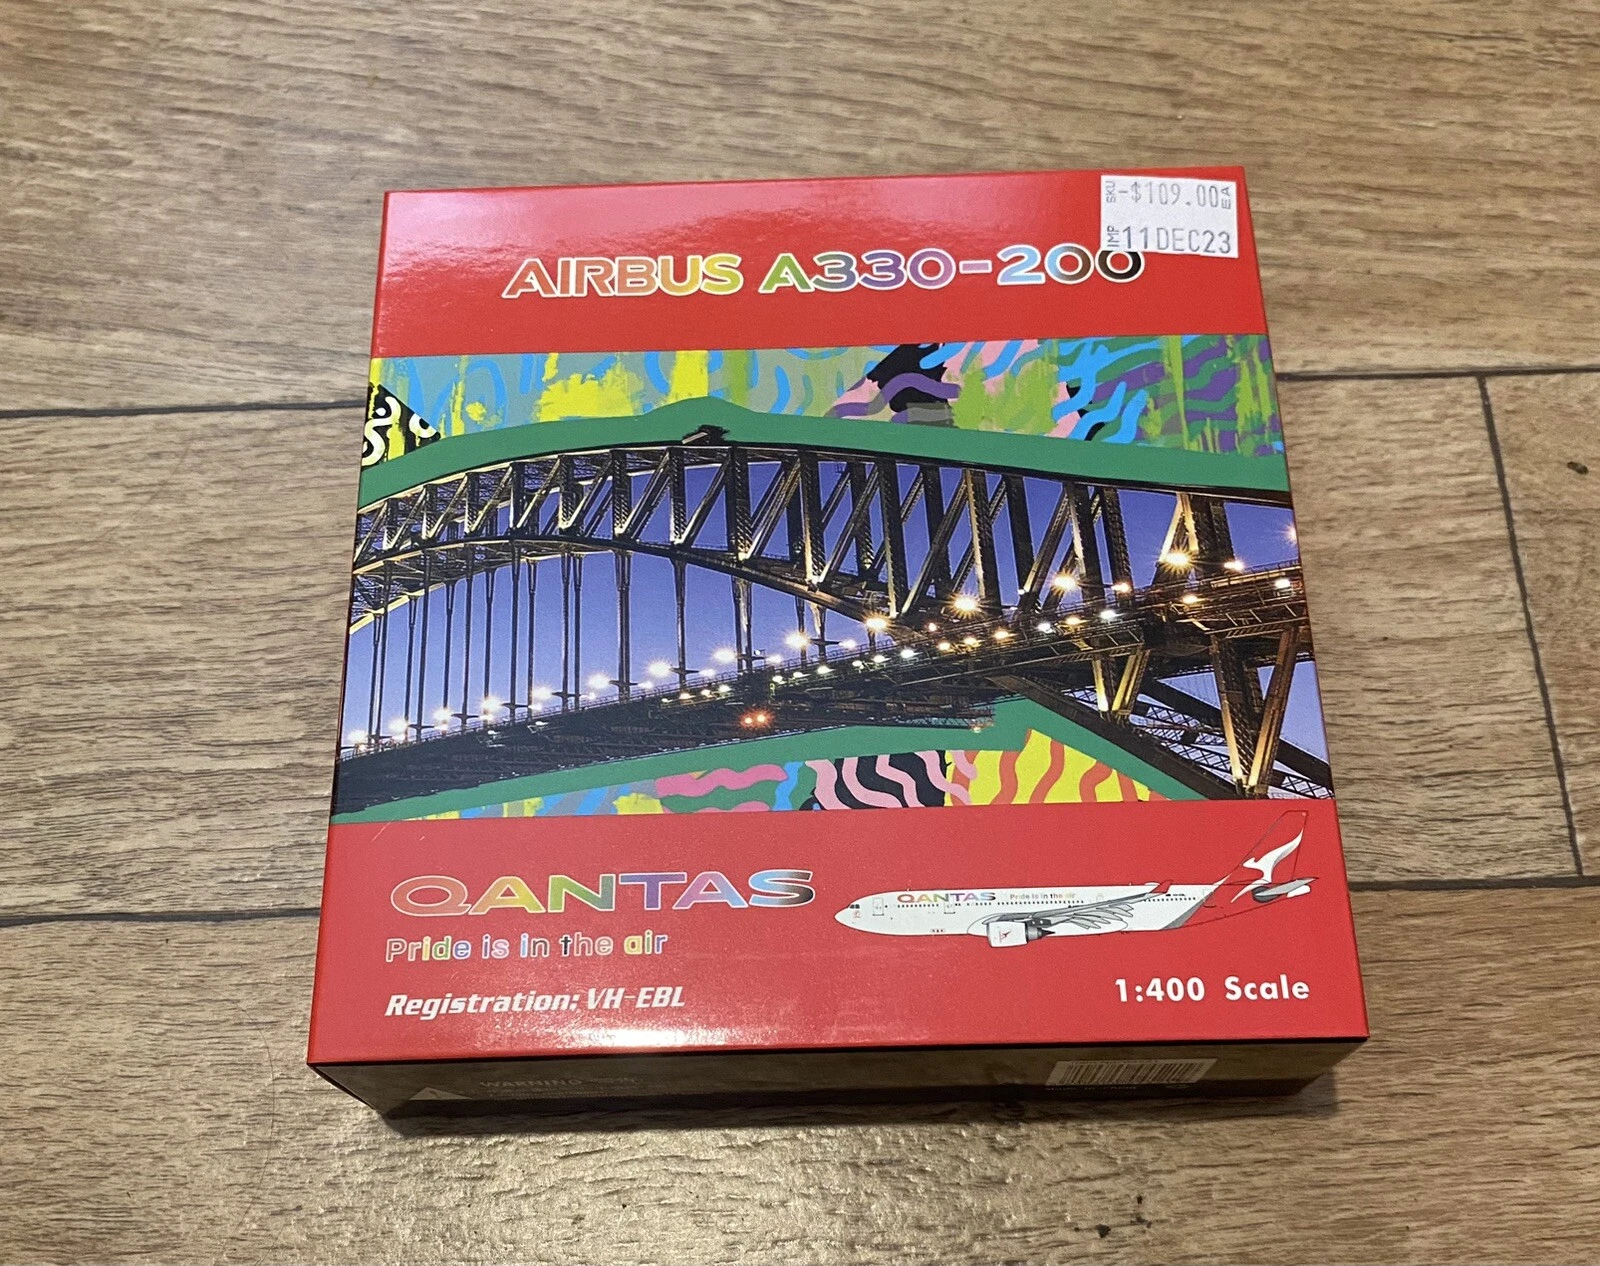 SKU -$109.00 EA
IMP 11DEC23
AIRBUS A330-200
QANTAS
Pride is in the air
QANTAS Pride is in the air
Registration: VH-EBL
1:400 Scale
WARNING